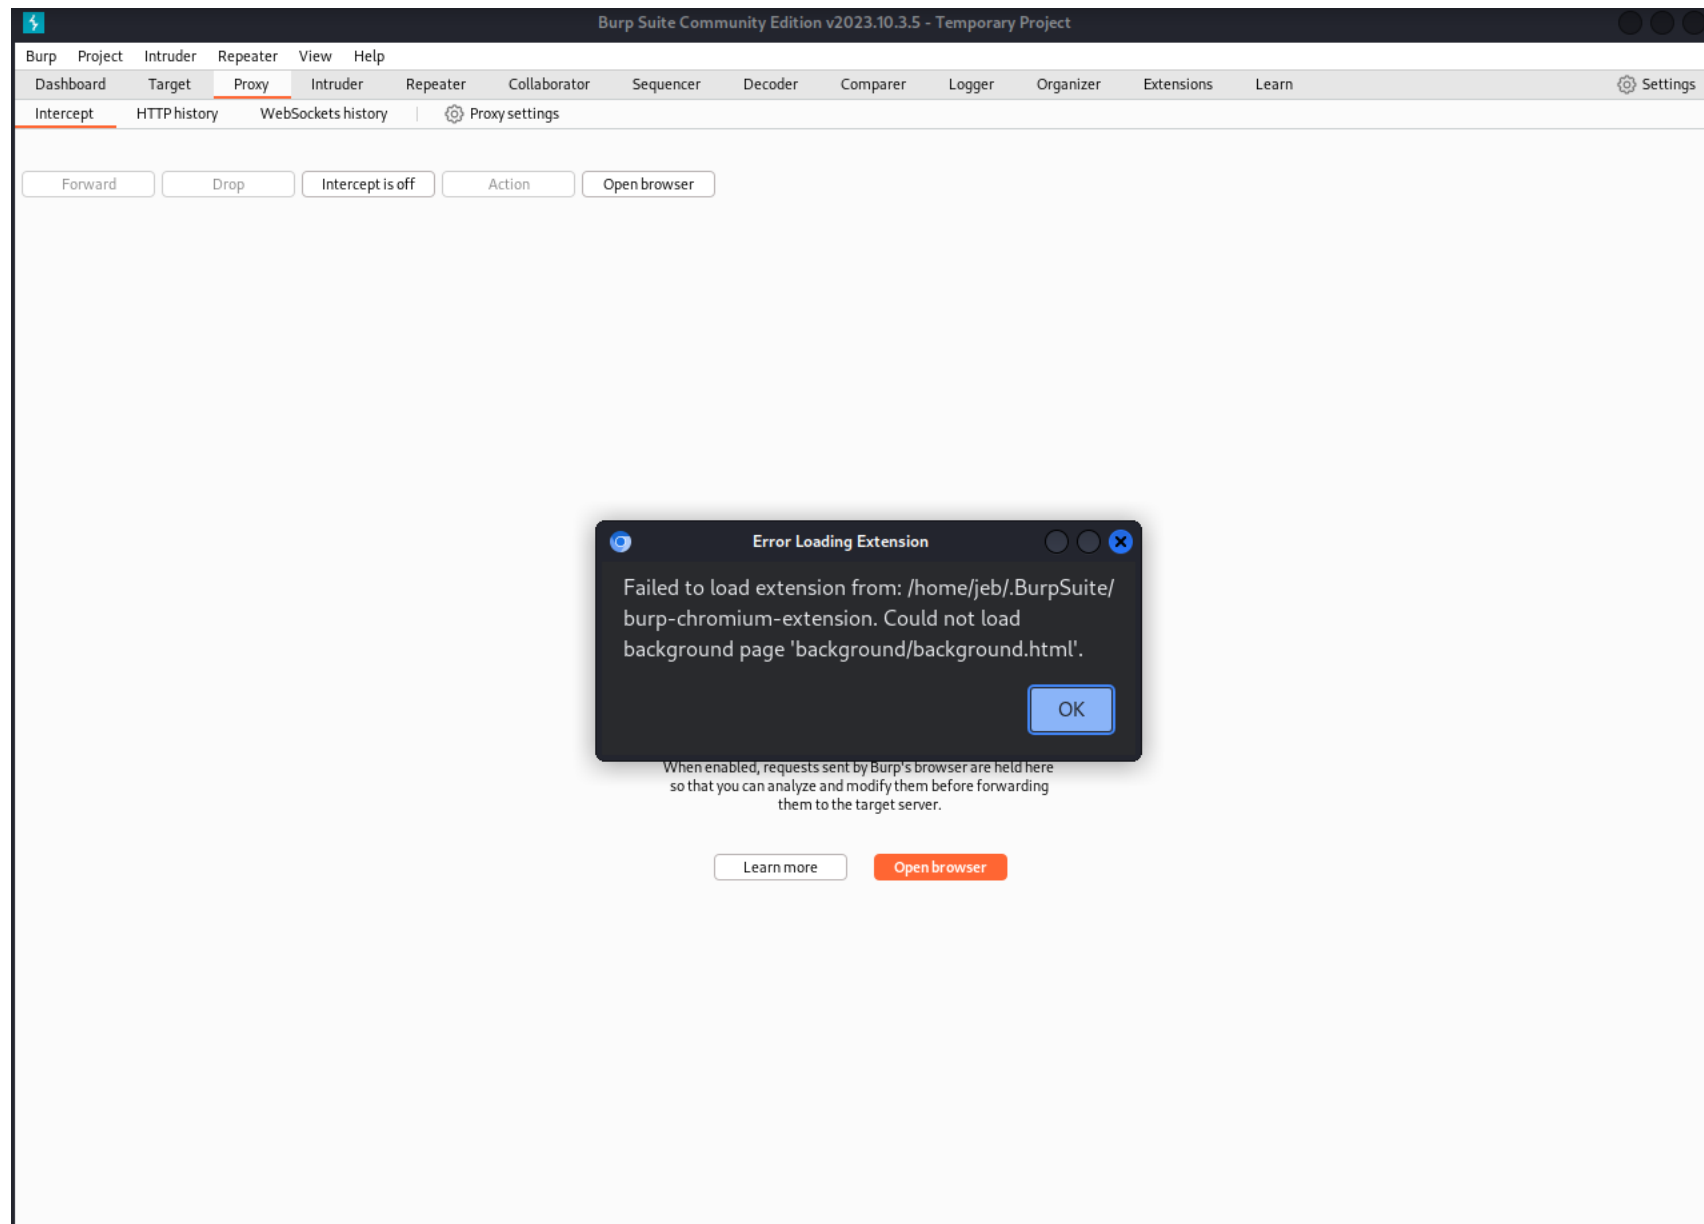 Burp Suite Community Edition v2023.10.3.5 - Temporary Project
Burp Project Intruder Repeater View Help
Dashboard Target Proxy Intruder Repeater Collaborator Sequencer Decoder Comparer Logger Organizer Extensions Learn Settings
Intercept HTTP history WebSockets history Proxy settings
Forward Drop Intercept is off Action Open browser
Error Loading Extension
Failed to load extension from: /home/jeb/.BurpSuite/
burp-chromium-extension. Could not load
background page 'background/background.html'.
OK
When enabled, requests sent by Burp's browser are held here
so that you can analyze and modify them before forwarding
them to the target server.
Learn more Open browser